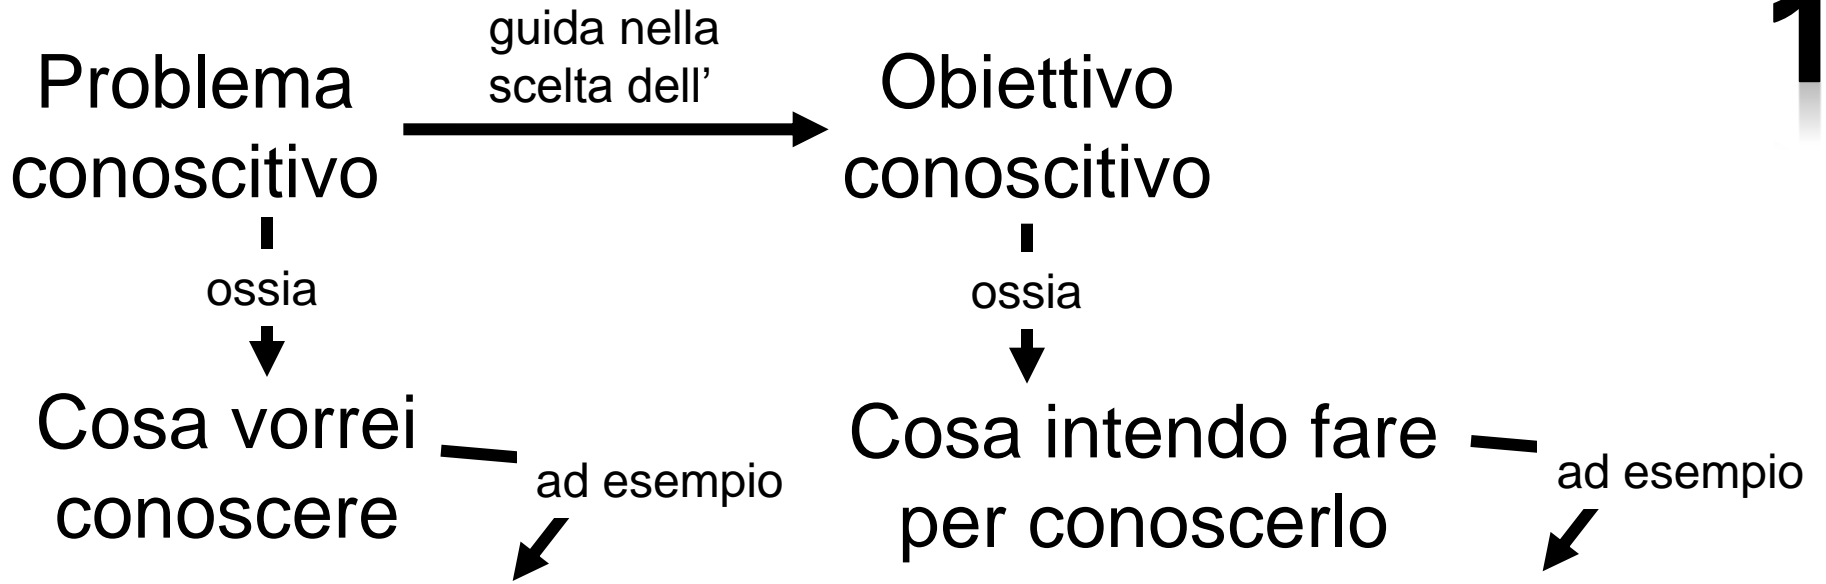 1
guida nella
scelta dell’
Problema
conoscitivo
Obiettivo
conoscitivo
ossia
ossia
Cosa vorrei
conoscere
ad esempio
Cosa intendo fare
per conoscerlo
ad esempio